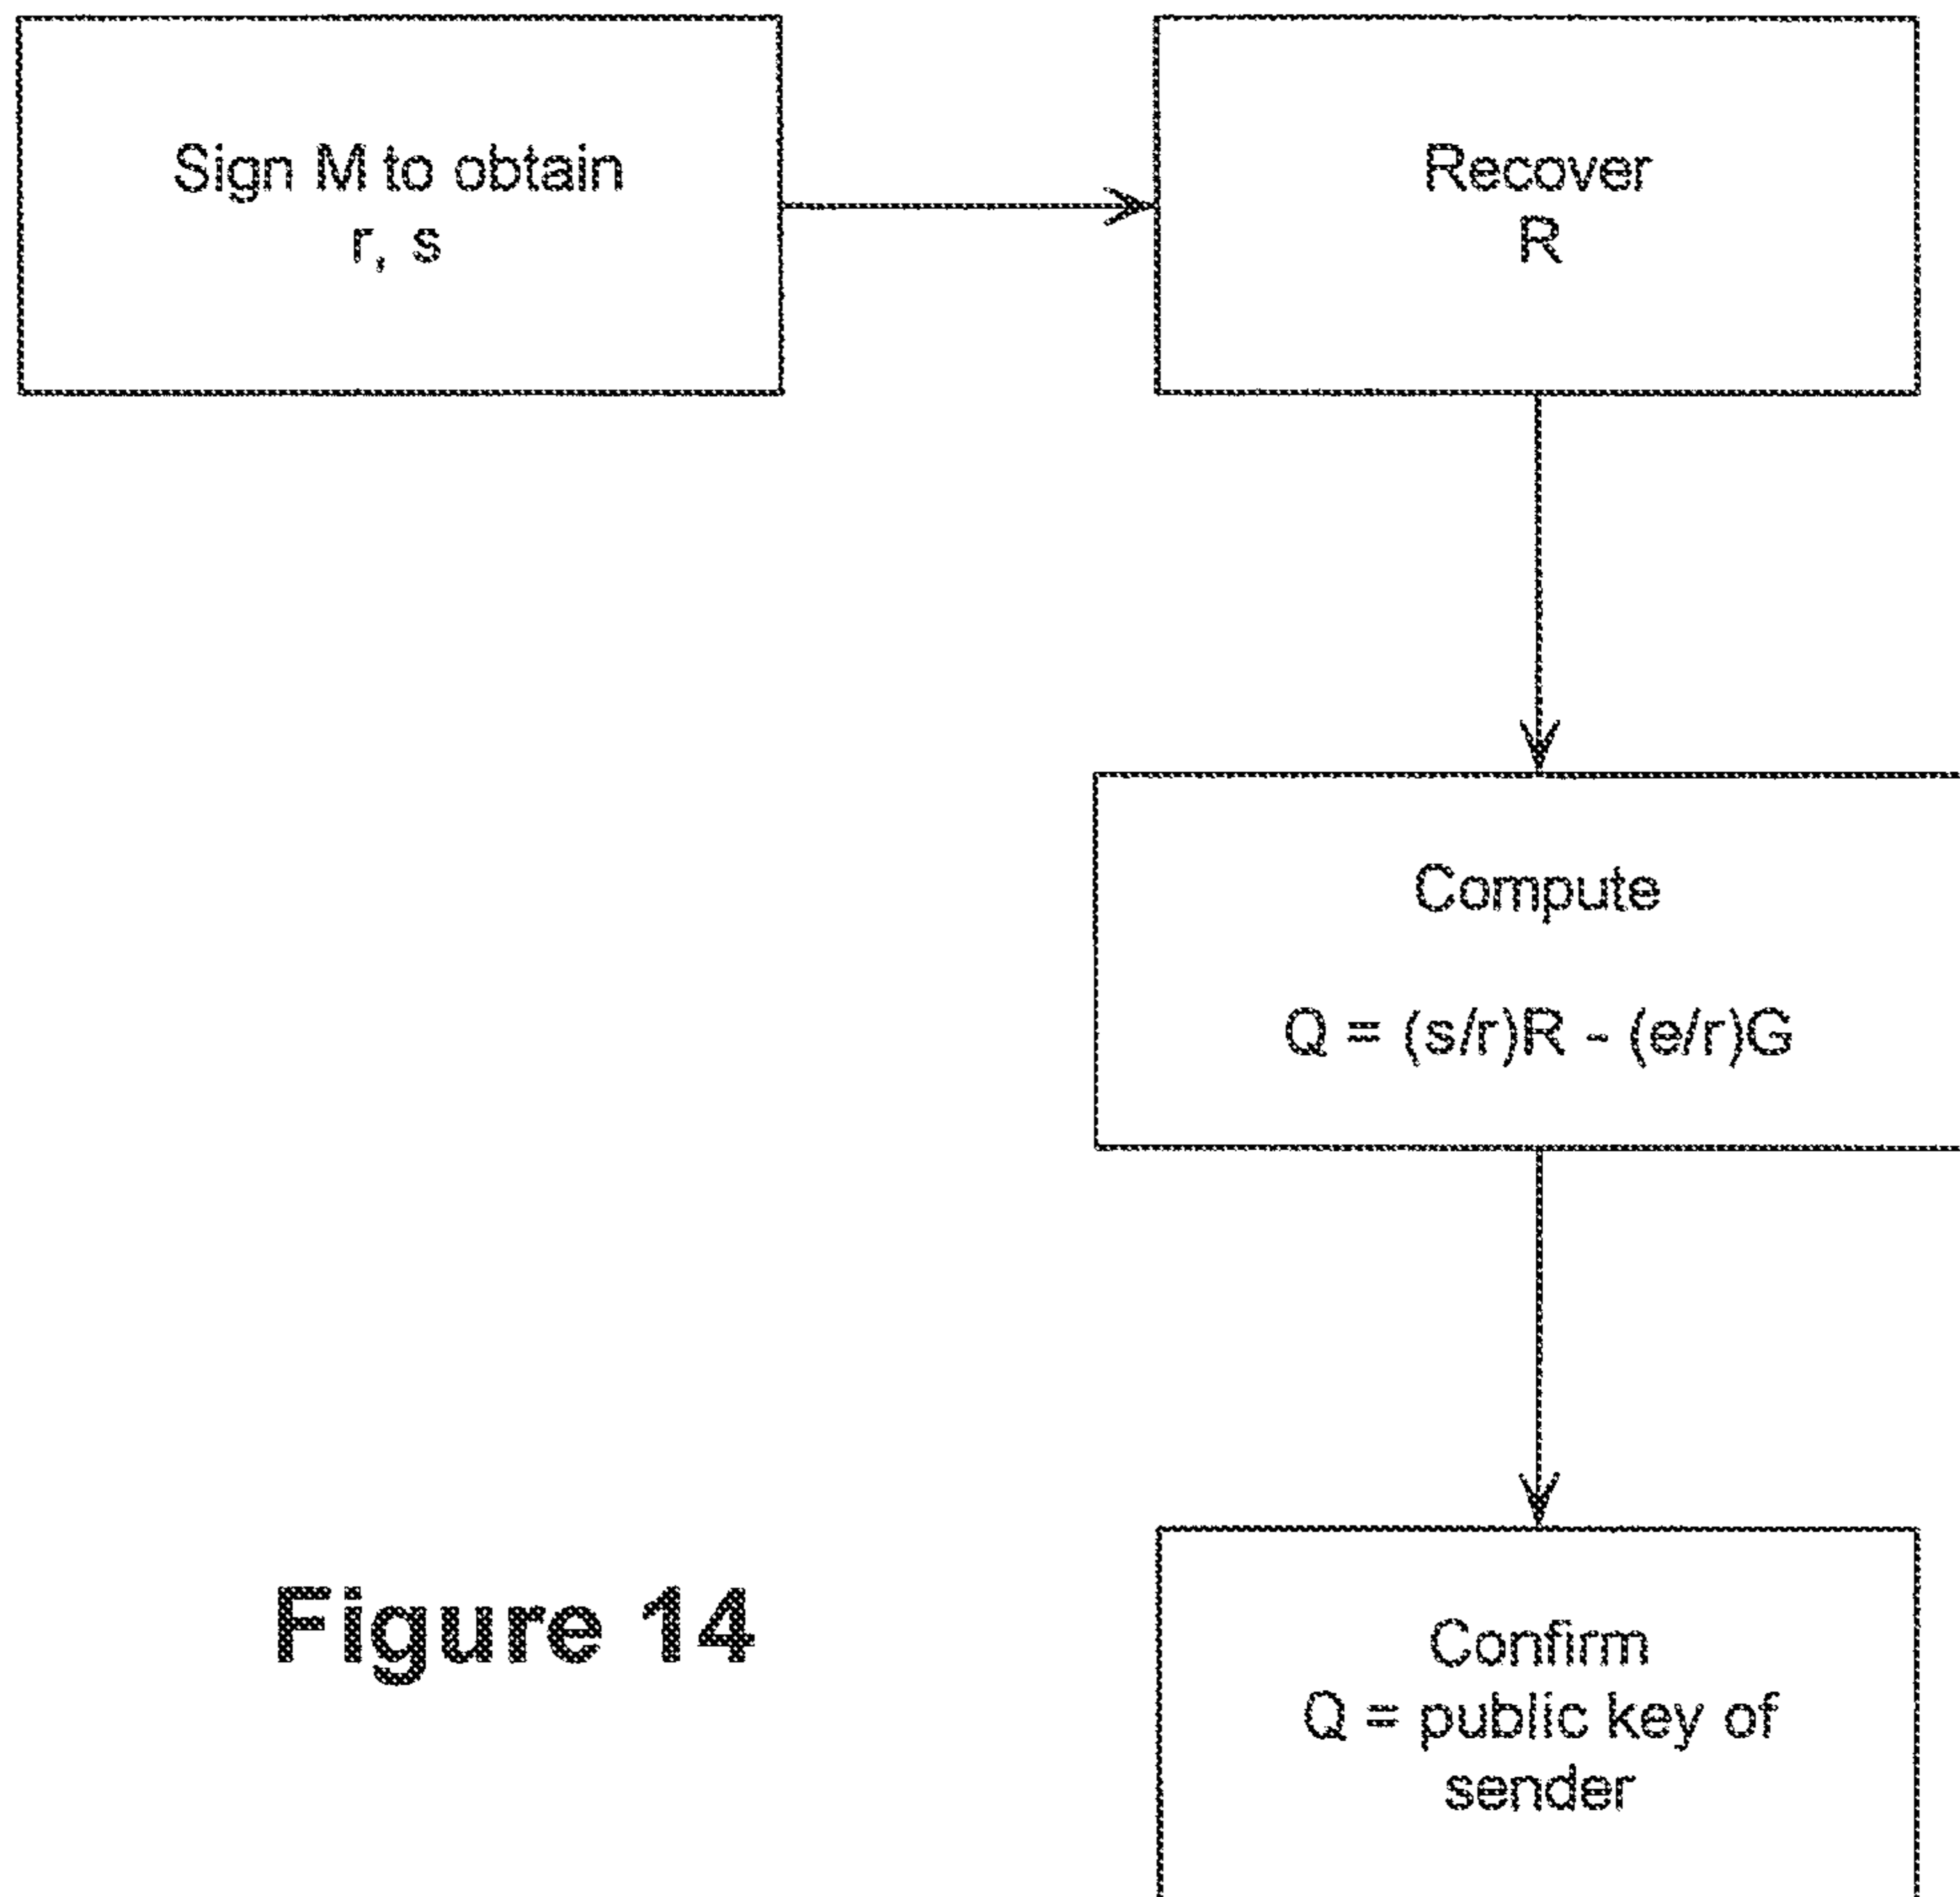 Sign M to obtain
r, s
Recover
R
Compute
Q = (s/r)R - (e/r)G
Confirm
Q = public key of
sender
Figure 14